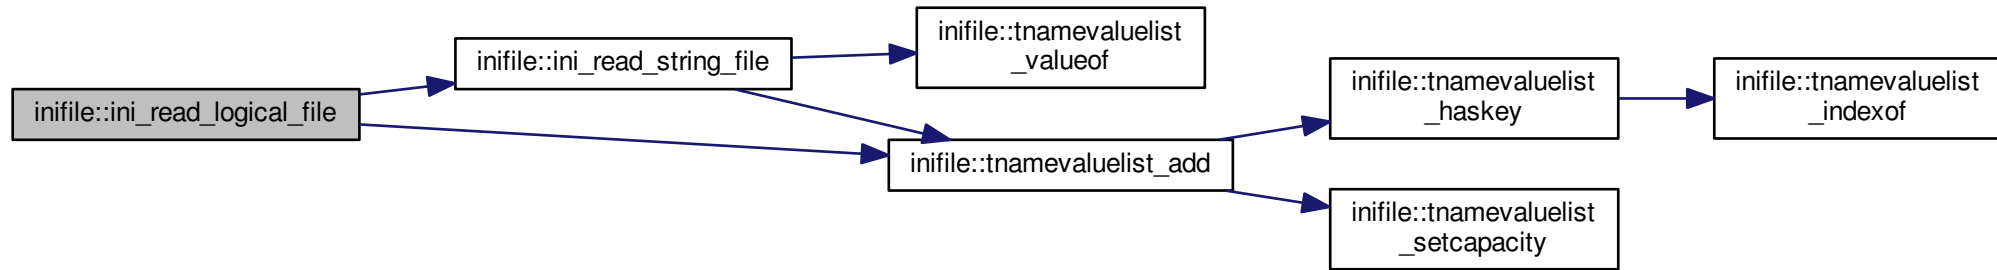 inifile::ini_read_logical_file
inifile::ini_read_string_file
inifile::tnamevaluelist
_valueof
inifile::tnamevaluelist_add
inifile::tnamevaluelist
_haskey
inifile::tnamevaluelist
_setcapacity
inifile::tnamevaluelist
_indexof